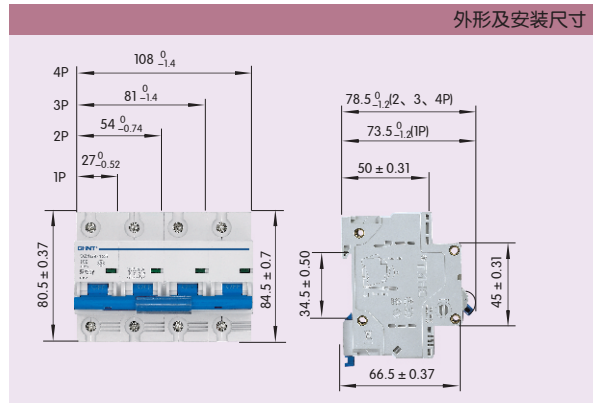 外形及安装尺寸
4P 108 0 -1.4
3P 81 0 -1.4
2P 54 0 -0.74
1P 27 0 -0.52
78.5 0 -1.2(2、3、4P)
73.5 0 -1.2(1P)
50 ± 0.31
80.5 ± 0.37
84.5 ± 0.7
34.5 ± 0.50
45 ± 0.31
66.5 ± 0.37
CHNT